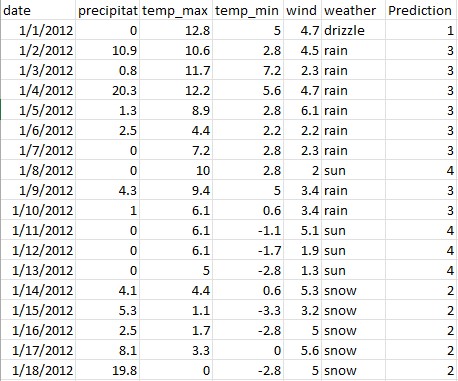 date precipitat temp_max temp_min wind weather Prediction
1/1/2012 0 12.8 5 4.7 drizzle 1
1/2/2012 10.9 10.6 2.8 4.5 rain 3
1/3/2012 0.8 11.7 7.2 2.3 rain 3
1/4/2012 20.3 12.2 5.6 4.7 rain 3
1/5/2012 1.3 8.9 2.8 6.1 rain 3
1/6/2012 2.5 4.4 2.2 2.2 rain 3
1/7/2012 0 7.2 2.8 2.3 rain 3
1/8/2012 0 10 2.8 2 sun 4
1/9/2012 4.3 9.4 5 3.4 rain 3
1/10/2012 1 6.1 0.6 3.4 rain 3
1/11/2012 0 6.1 -1.1 5.1 sun 4
1/12/2012 0 6.1 -1.7 1.9 sun 4
1/13/2012 0 5 -2.8 1.3 sun 4
1/14/2012 4.1 4.4 0.6 5.3 snow 2
1/15/2012 5.3 1.1 -3.3 3.2 snow 2
1/16/2012 2.5 1.7 -2.8 5 snow 2
1/17/2012 8.1 3.3 0 5.6 snow 2
1/18/2012 19.8 0 -2.8 5 snow 2